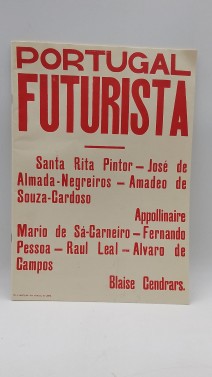 PORTUGAL
FUTURISTA
Santa Rita Pintor — José de
Almada-Negreiros — Amadeo de
Souza-Cardoso
Appollinaire
Mario de Sá-Carneiro — Fernando
Pessoa — Raul Leal — Alvaro de
Campos
Blaise Cendrars.